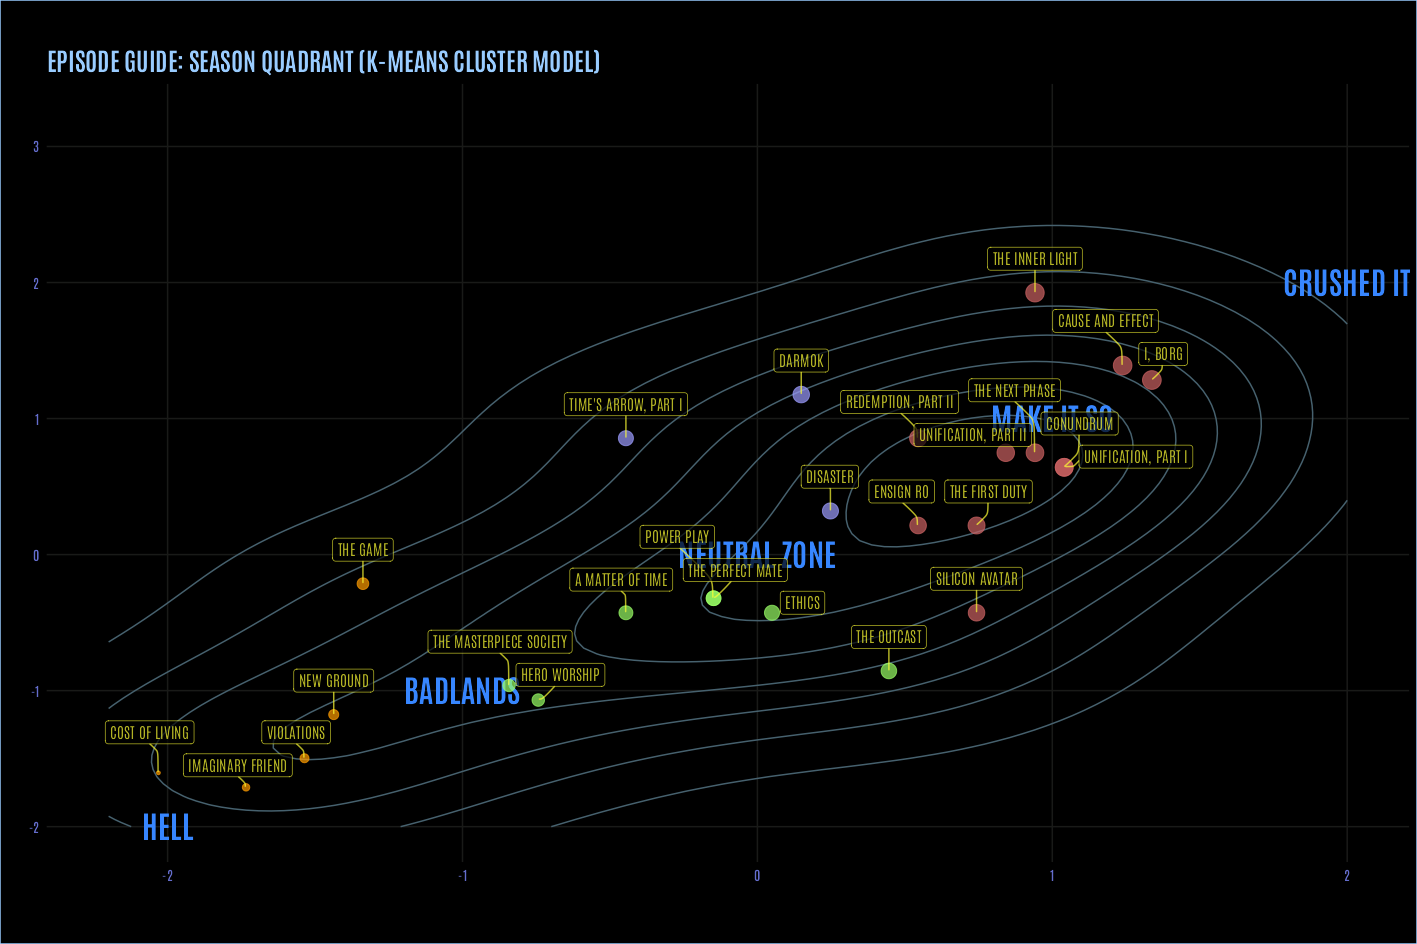 EPISODE GUIDE: SEASON QUADRANT (K-MEANS CLUSTER MODEL)
3
2
1
0
-1
-2
THE INNER LIGHT
CRUSHED IT
CAUSE AND EFFECT
I, BORG
DARMOK
THE NEXT PHASE
REDEMPTION, PART II
TIME'S ARROW, PART I
MAKE IT SO
CONUNDRUM
UNIFICATION, PART II
UNIFICATION, PART I
DISASTER
ENSIGN RO
THE FIRST DUTY
POWER PLAY
THE GAME
NEUTRAL ZONE
THE PERFECT MATE
A MATTER OF TIME
SILICON AVATAR
ETHICS
THE OUTCAST
THE MASTERPIECE SOCIETY
HERO WORSHIP
NEW GROUND
BADLANDS
COST OF LIVING
VIOLATIONS
IMAGINARY FRIEND
HELL
-2
-1
0
1
2